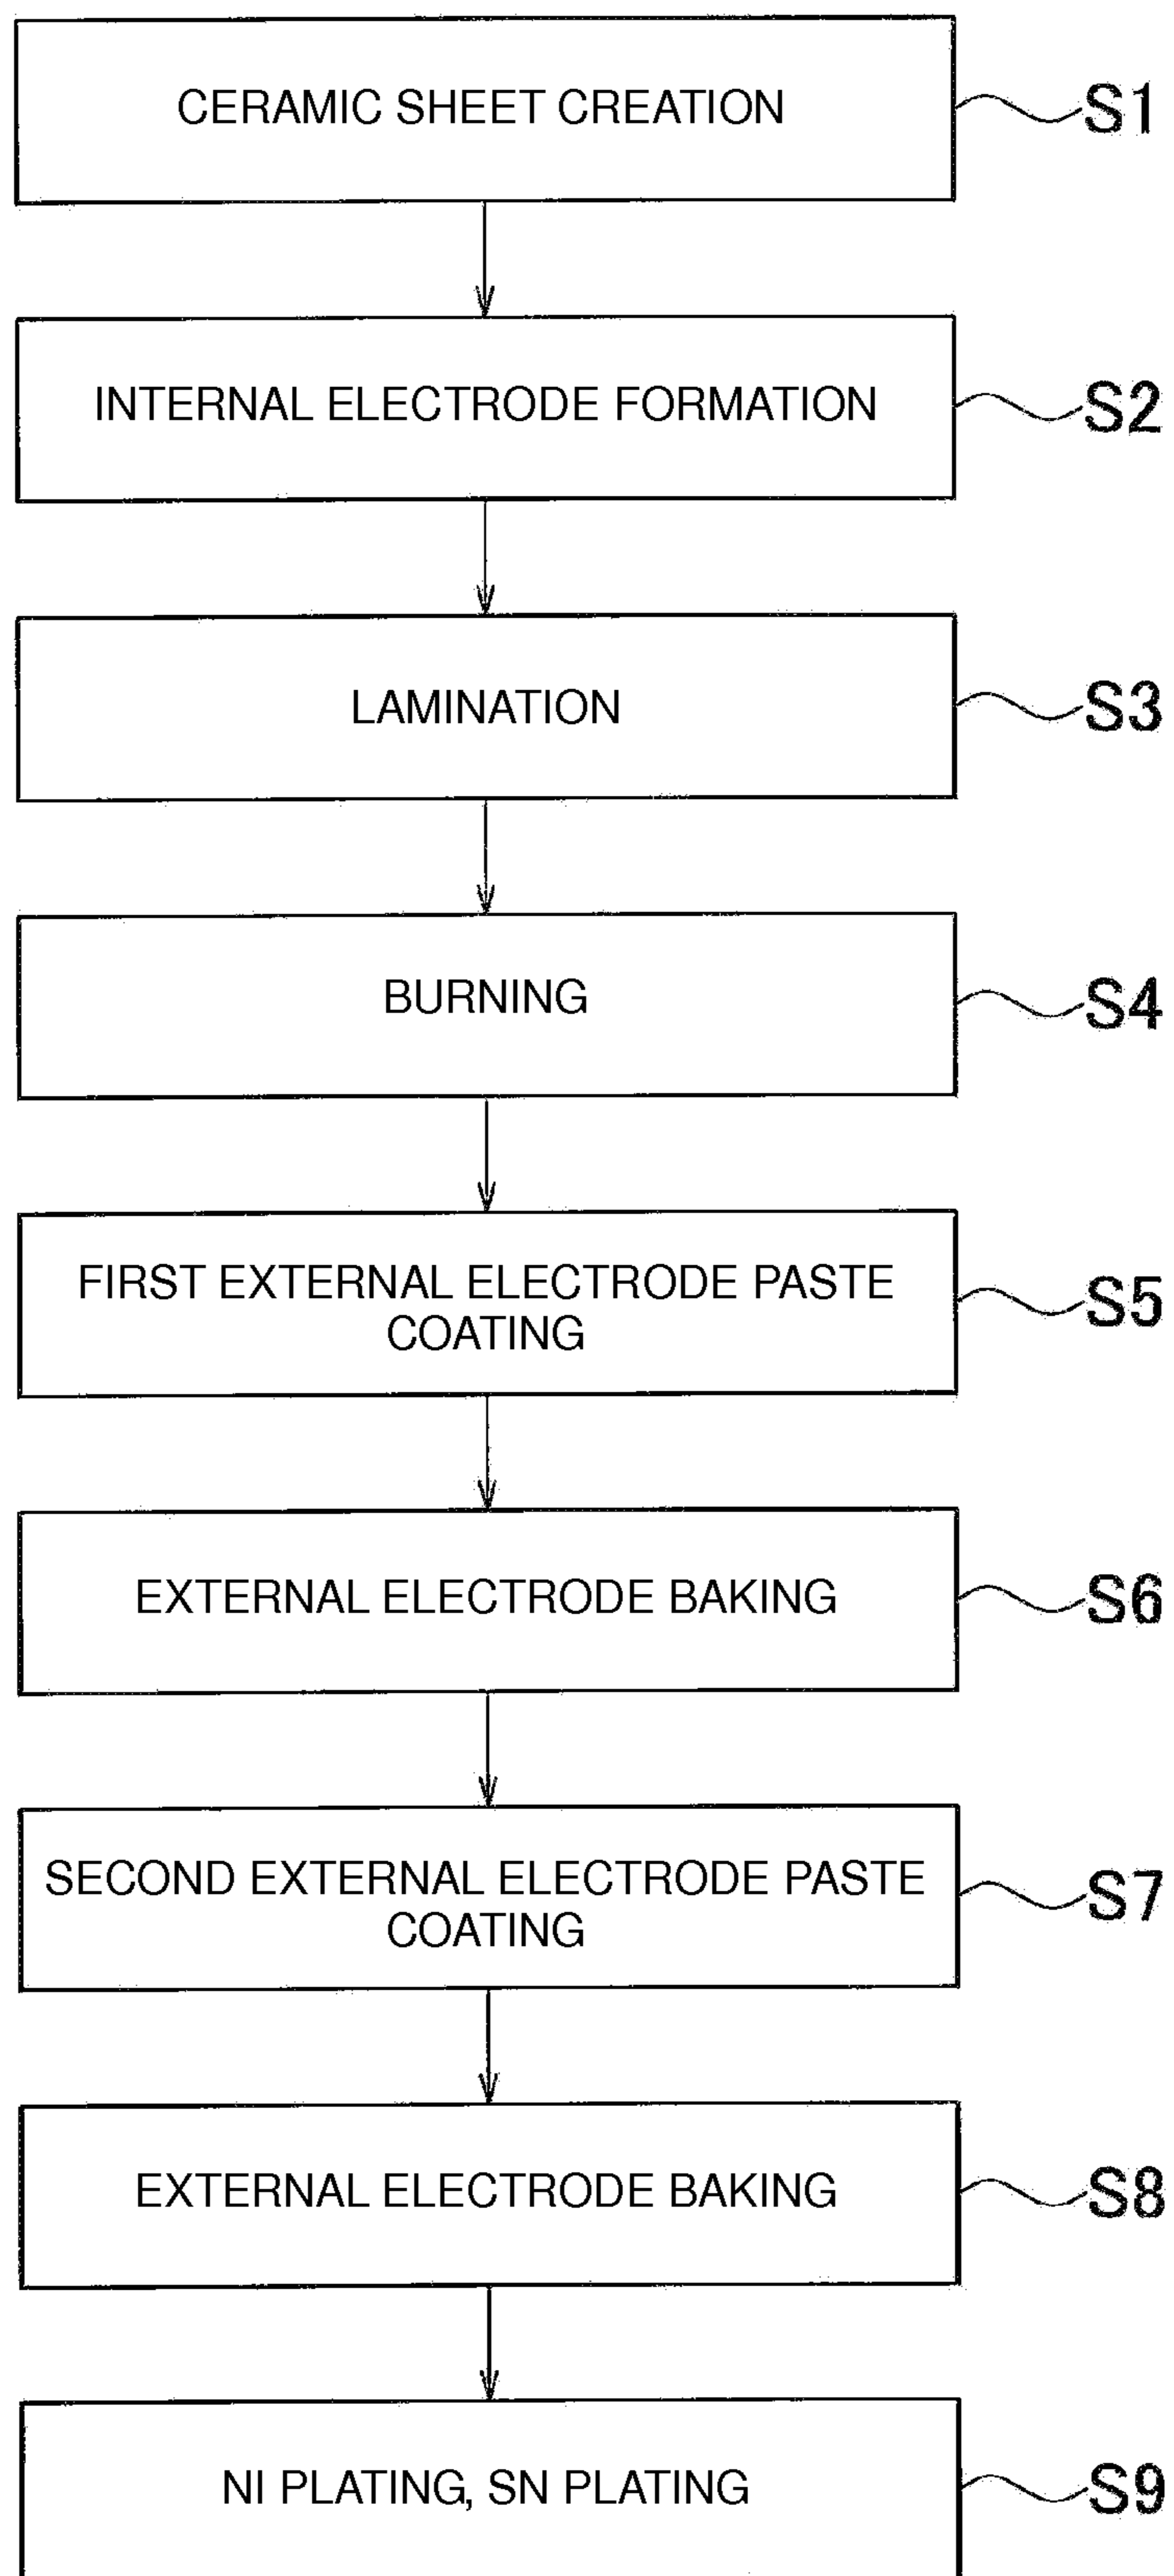 CERAMIC SHEET CREATION
S1
INTERNAL ELECTRODE FORMATION
S2
LAMINATION
S3
BURNING
S4
FIRST EXTERNAL ELECTRODE PASTE
COATING
S5
EXTERNAL ELECTRODE BAKING
S6
SECOND EXTERNAL ELECTRODE PASTE
COATING
S7
EXTERNAL ELECTRODE BAKING
S8
NI PLATING, SN PLATING
S9